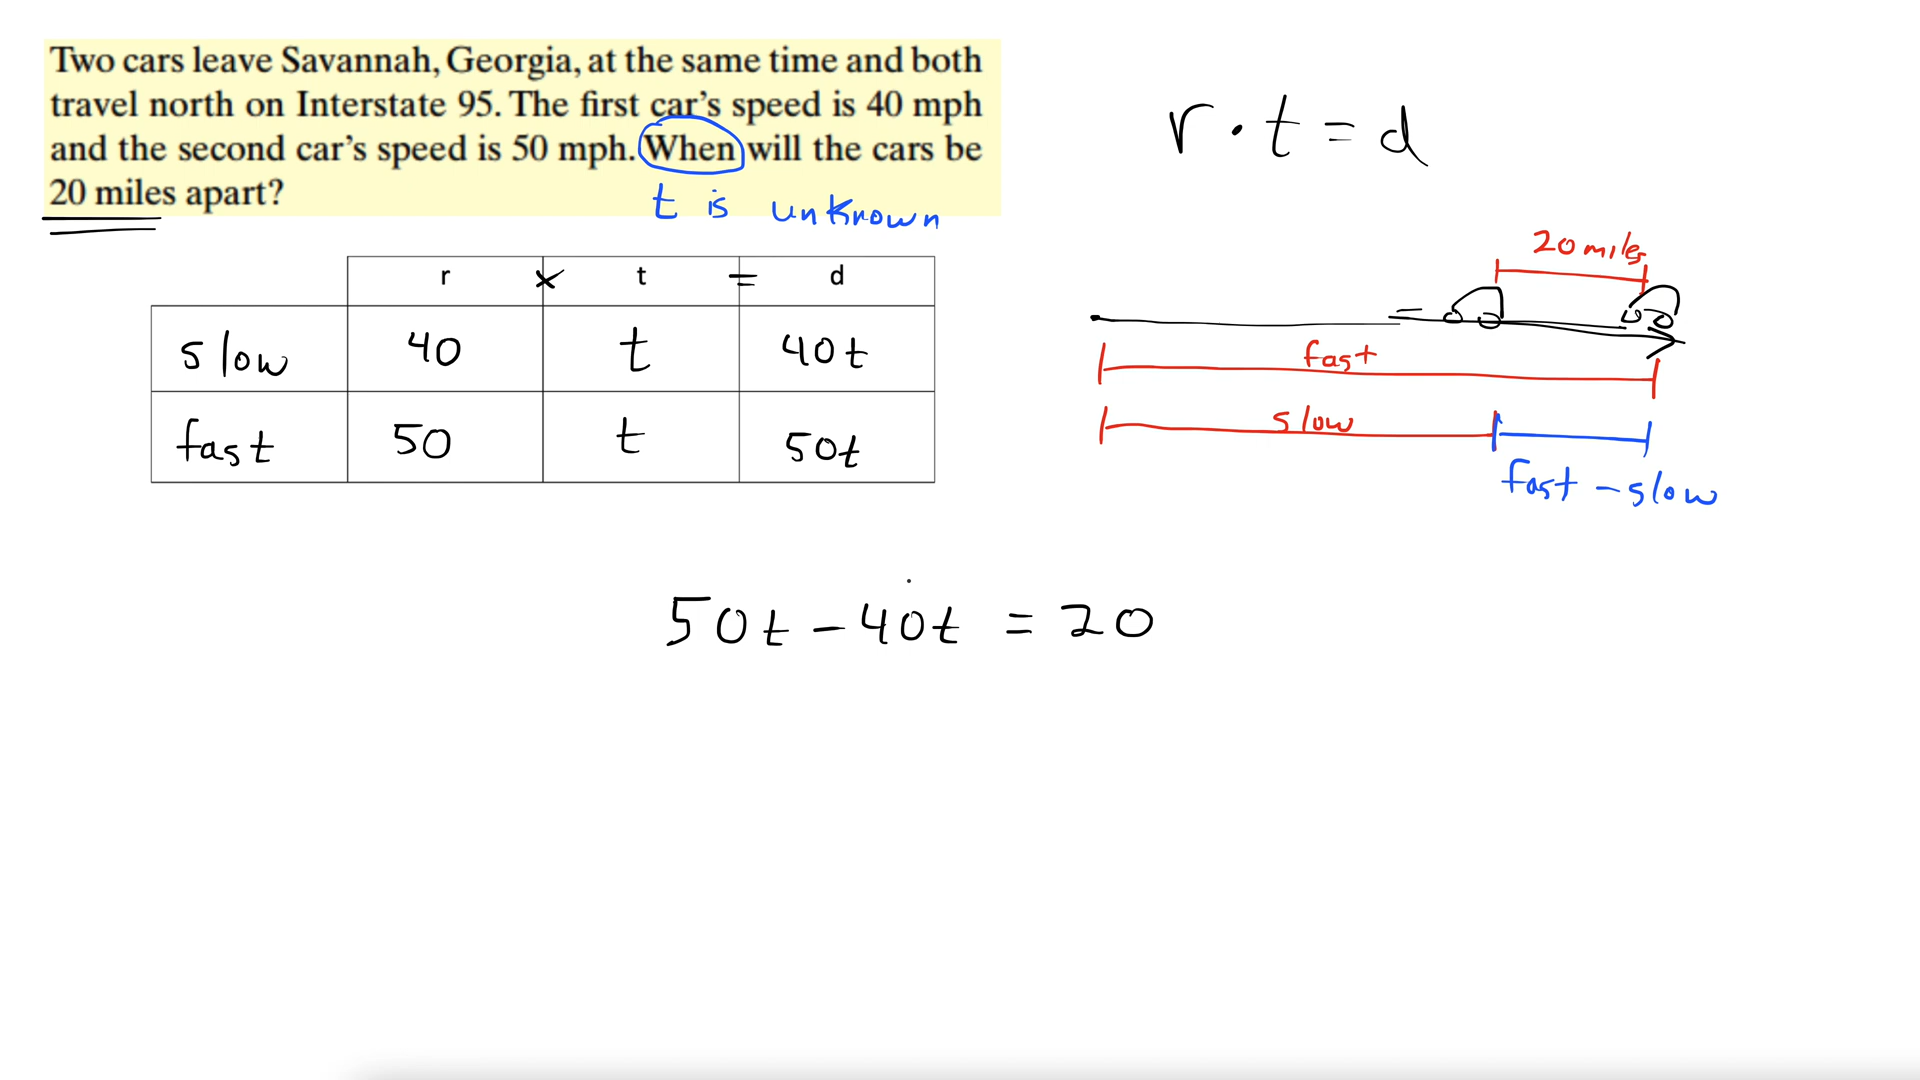 Two cars leave Savannah, Georgia, at the same time and both
travel north on Interstate 95. The first car's speed is 40 mph
and the second car's speed is 50 mph. When will the cars be
20 miles apart?
t is unknown
r · t = d
r × t = d
slow 40 t 40t
fast 50 t 50t
20 miles
fast
slow
fast - slow
50t - 40t = 20